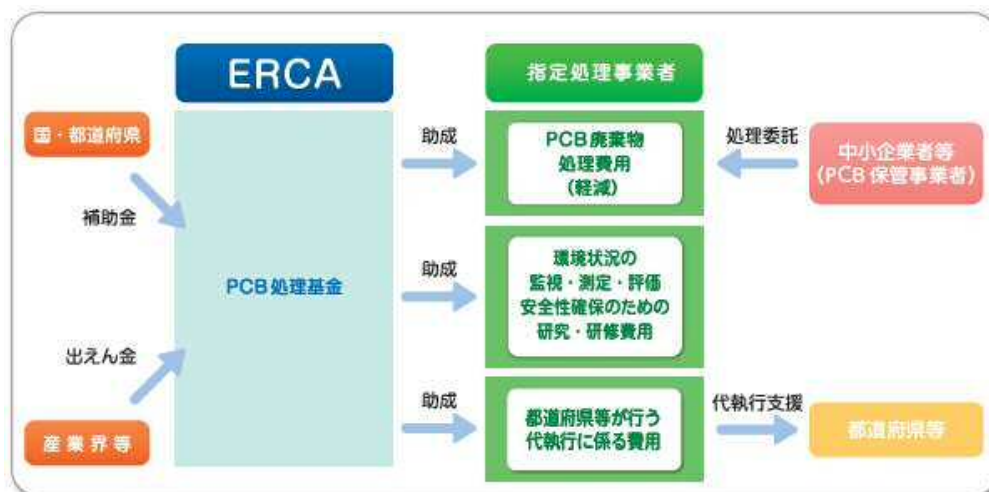 ERCA
指定処理事業者
国・都道府県
補助金
PCB処理基金
出えん金
産業界等
助成
PCB廃棄物
処理費用
(軽減)
処理委託
中小企業者等
(PCB保管事業者)
助成
環境状況の
監視・測定・評価
安全性確保のための
研究・研修費用
助成
都道府県等が行う
代執行に係る費用
代執行支援
都道府県等